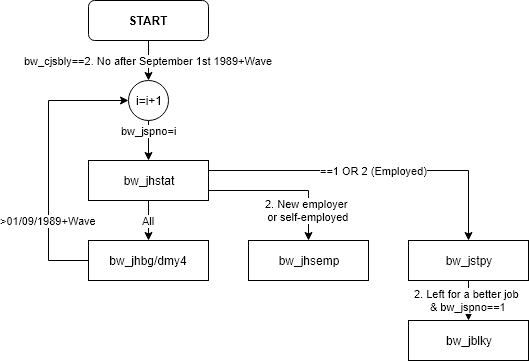 START
bw_cjsbly==2. No after September 1st 1989+Wave
i=i+1
bw_jspno=i
bw_jhstat
==1 OR 2 (Employed)
2. New employer
or self-employed
>01/09/1989+Wave
All
bw_jhbg/dmy4
bw_jhsemp
bw_jstpy
2. Left for a better job
& bw_jspno==1
bw_jblky